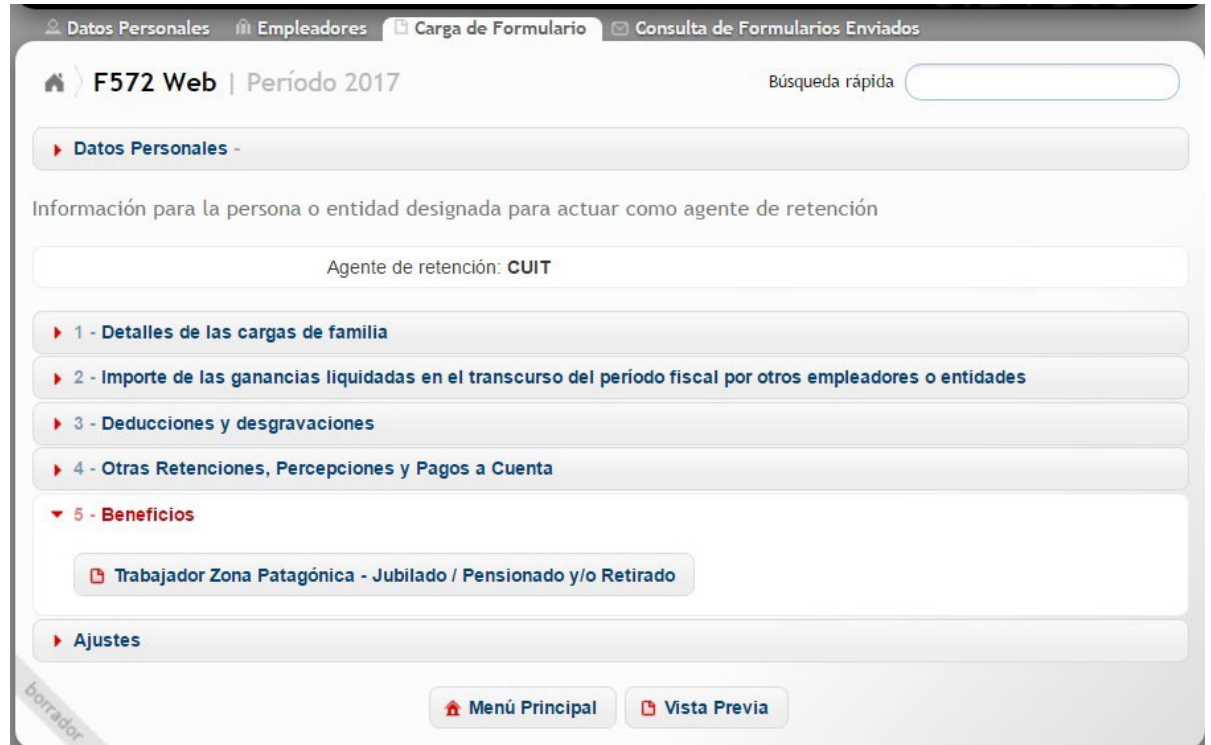 Datos Personales Empleadores Carga de Formulario Consulta de Formularios Enviados
F572 Web | Período 2017 Búsqueda rápida
Datos Personales -
Información para la persona o entidad designada para actuar como agente de retención
Agente de retención: CUIT
1 - Detalles de las cargas de familia
2 - Importe de las ganancias liquidadas en el transcurso del período fiscal por otros empleadores o entidades
3 - Deducciones y desgravaciones
4 - Otras Retenciones, Percepciones y Pagos a Cuenta
5 - Beneficios
Trabajador Zona Patagónica - Jubilado / Pensionado y/o Retirado
Ajustes
borrador
Menú Principal Vista Previa